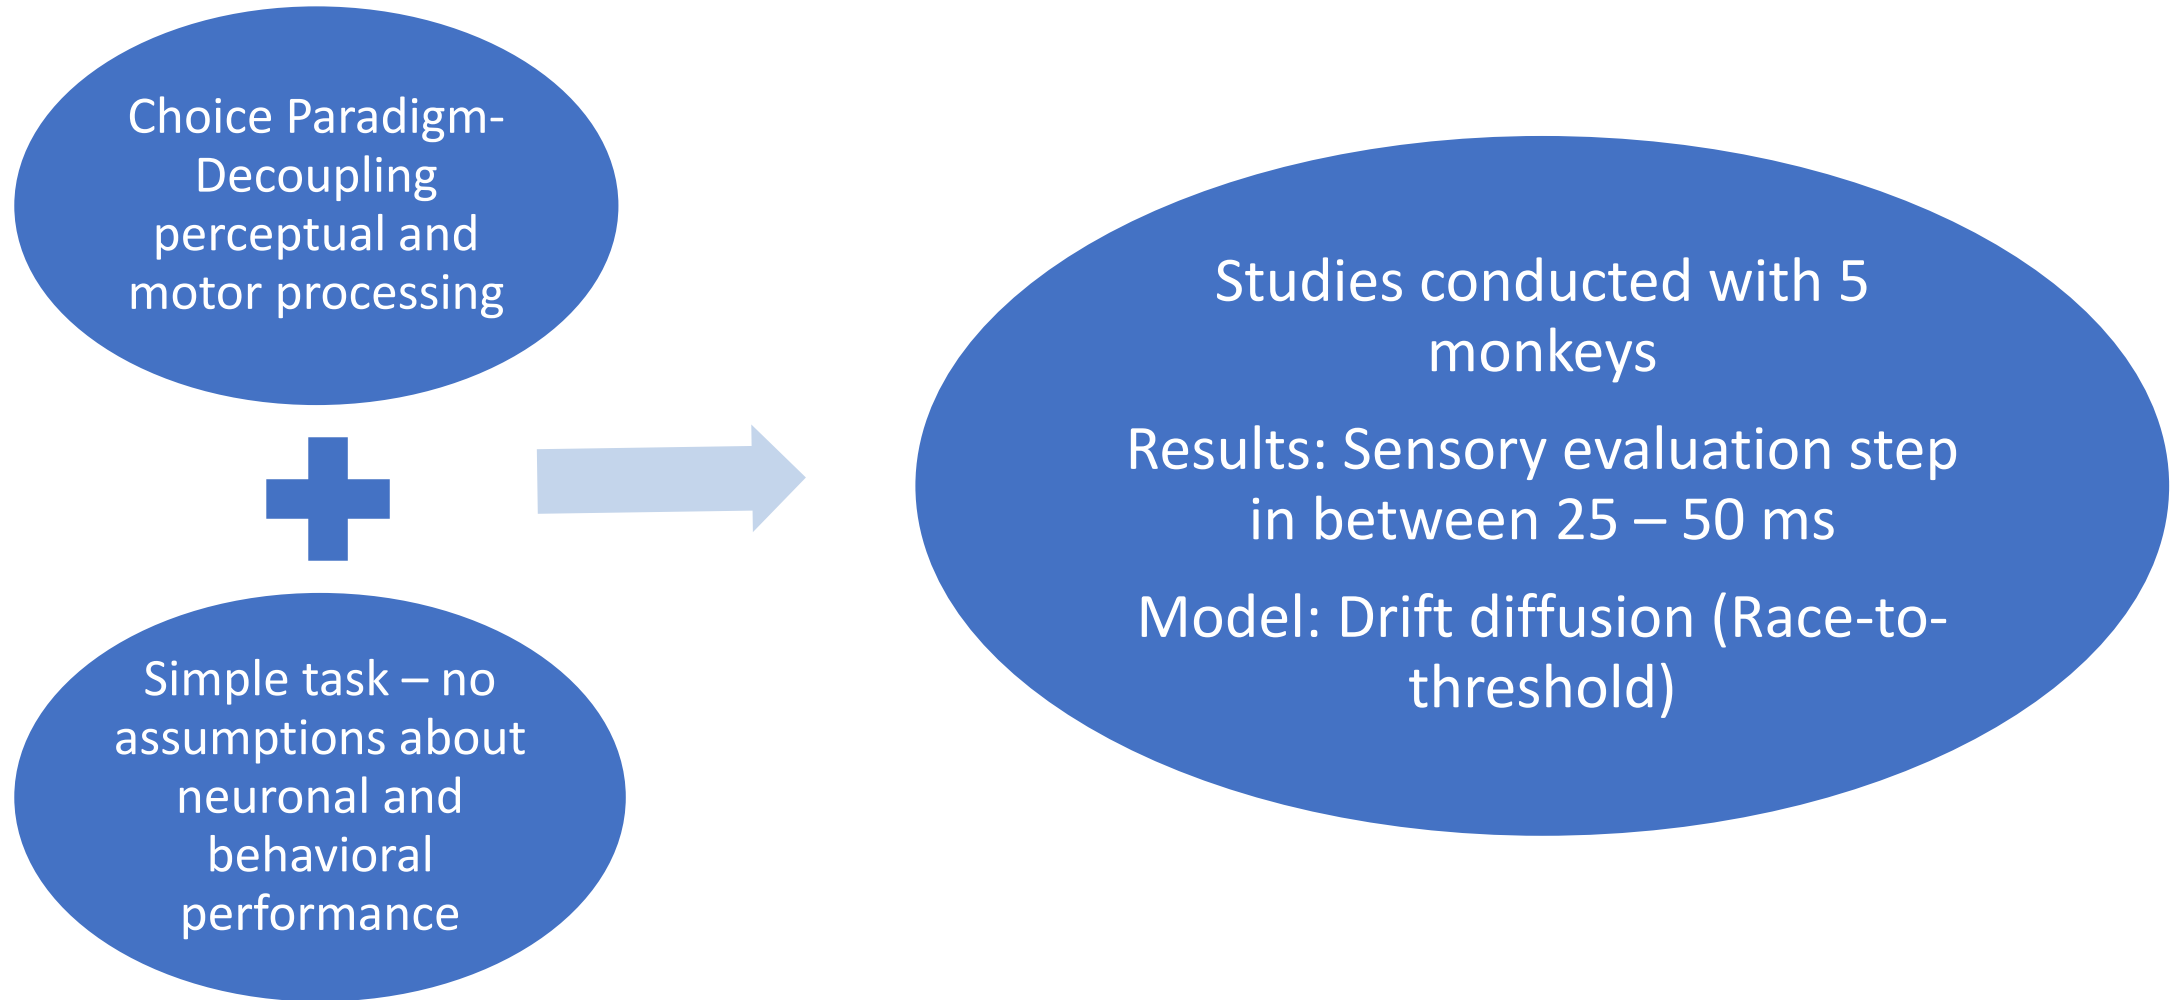 Choice Paradigm-
Decoupling
perceptual and
motor processing
Simple task – no
assumptions about
neuronal and
behavioral
performance
Studies conducted with 5
monkeys
Results: Sensory evaluation step
in between 25 – 50 ms
Model: Drift diffusion (Race-to-
threshold)